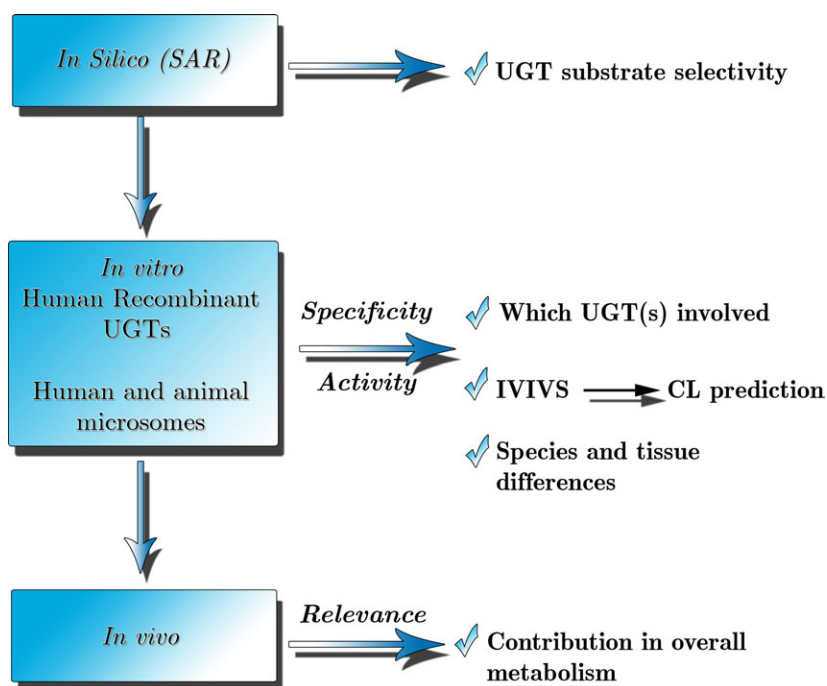 In Silico (SAR)
UGT substrate selectivity
In vitro
Human Recombinant
UGTs
Human and animal
microsomes
Specificity
Activity
Which UGT(s) involved
IVIVS
CL prediction
Species and tissue
differences
In vivo
Relevance
Contribution in overall
metabolism